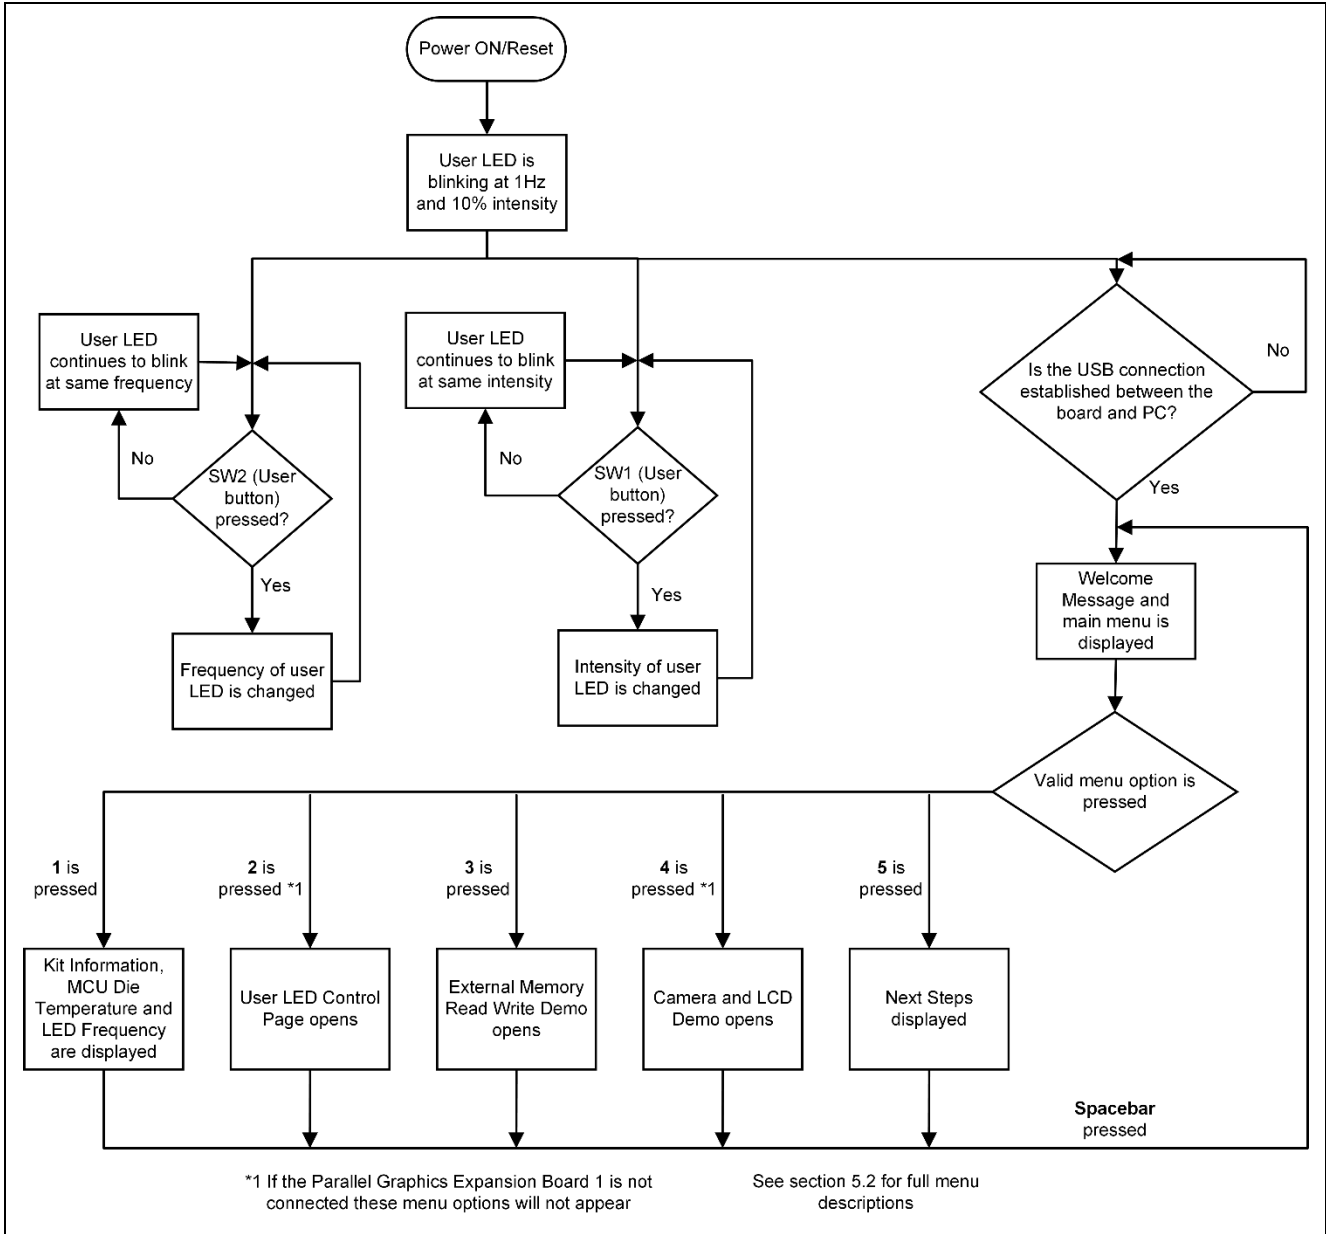 Power ON/Reset
User LED is
blinking at 1Hz
and 10% intensity
User LED
continues to blink
at same frequency
User LED
continues to blink
at same intensity
No
Is the USB connection
established between the
board and PC?
No
SW2 (User
button)
pressed?
No
SW1 (User
button)
pressed?
Yes
Yes
Yes
Welcome
Message and
main menu is
displayed
Frequency of user
LED is changed
Intensity of user
LED is changed
Valid menu option is
pressed
1 is
pressed
2 is
pressed *1
3 is
pressed
4 is
pressed *1
5 is
pressed
Kit Information,
MCU Die
Temperature and
LED Frequency
are displayed
User LED Control
Page opens
External Memory
Read Write Demo
opens
Camera and LCD
Demo opens
Next Steps
displayed
Spacebar
pressed
*1 If the Parallel Graphics Expansion Board 1 is not
connected these menu options will not appear
See section 5.2 for full menu
descriptions